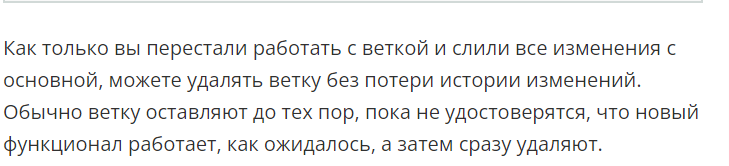 Как только вы перестали работать с веткой и слили все изменения с
основной, можете удалять ветку без потери истории изменений.
Обычно ветку оставляют до тех пор, пока не удостоверятся, что новый
функционал работает, как ожидалось, а затем сразу удаляют.